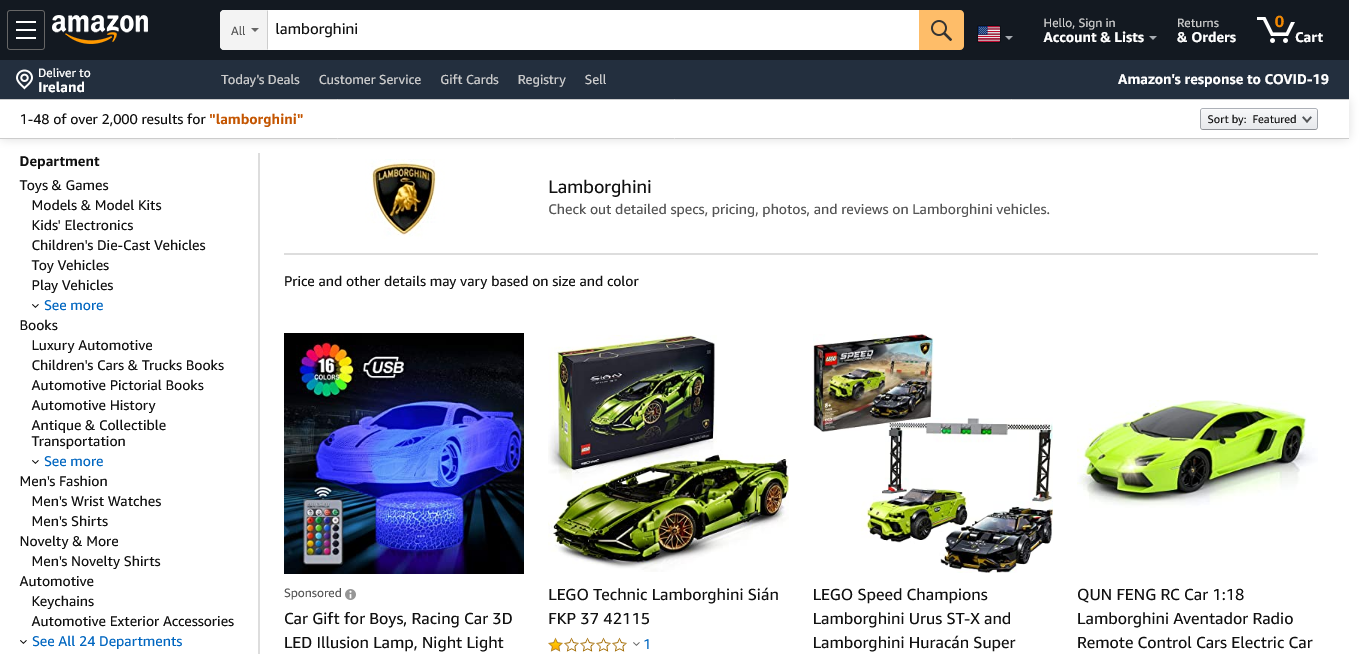 amazon
All
lamborghini
Hello, Sign in
Account & Lists
Returns
& Orders
0
Cart
Deliver to
Ireland
Today's Deals
Customer Service
Gift Cards
Registry
Sell
Amazon's response to COVID-19
1-48 of over 2,000 results for "lamborghini"
Sort by: Featured
Department
Toys & Games
Models & Model Kits
Kids' Electronics
Children's Die-Cast Vehicles
Toy Vehicles
Play Vehicles
See more
Books
Luxury Automotive
Children's Cars & Trucks Books
Automotive Pictorial Books
Automotive History
Antique & Collectible
Transportation
See more
Men's Fashion
Men's Wrist Watches
Men's Shirts
Novelty & More
Men's Novelty Shirts
Automotive
Keychains
Automotive Exterior Accessories
See All 24 Departments
LAMBORGHINI
Lamborghini
Check out detailed specs, pricing, photos, and reviews on Lamborghini vehicles.
Price and other details may vary based on size and color
16
COLORS
USB
Sponsored
Car Gift for Boys, Racing Car 3D
LED Illusion Lamp, Night Light
SIÁN
LEGO
LEGO Technic Lamborghini Sián
FKP 37 42115
1
LEGO
SPEED
LEGO Speed Champions
Lamborghini Urus ST-X and
Lamborghini Huracán Super
QUN FENG RC Car 1:18
Lamborghini Aventador Radio
Remote Control Cars Electric Car